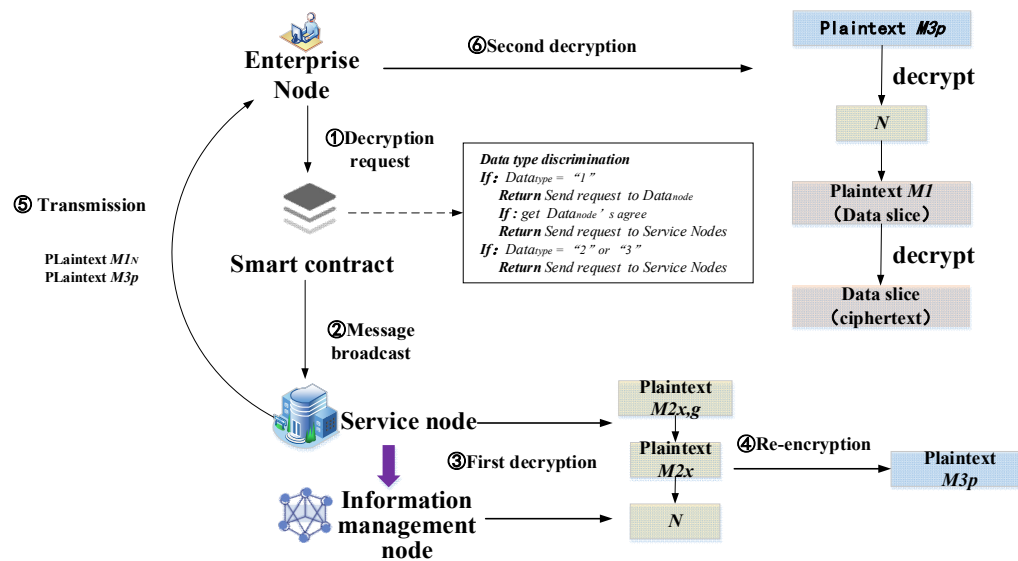 Enterprise
Node
⑥Second decryption
Plaintext M3p
decrypt
N
Plaintext M1
(Data slice)
decrypt
Data slice
(ciphertext)
①Decryption
request
Data type discrimination
If: Datatype = “1”
Return Send request to Datanode
If : get Datanode’ s agree
Return Send request to Service Nodes
If: Datatype = “2” or “3”
Return Send request to Service Nodes
⑤ Transmission
PLaintext M1N
PLaintext M3p
Smart contract
②Message
broadcast
Service node
③First decryption
Information
management
node
Plaintext
M2x,g
Plaintext
M2x
N
④Re-encryption
Plaintext
M3p